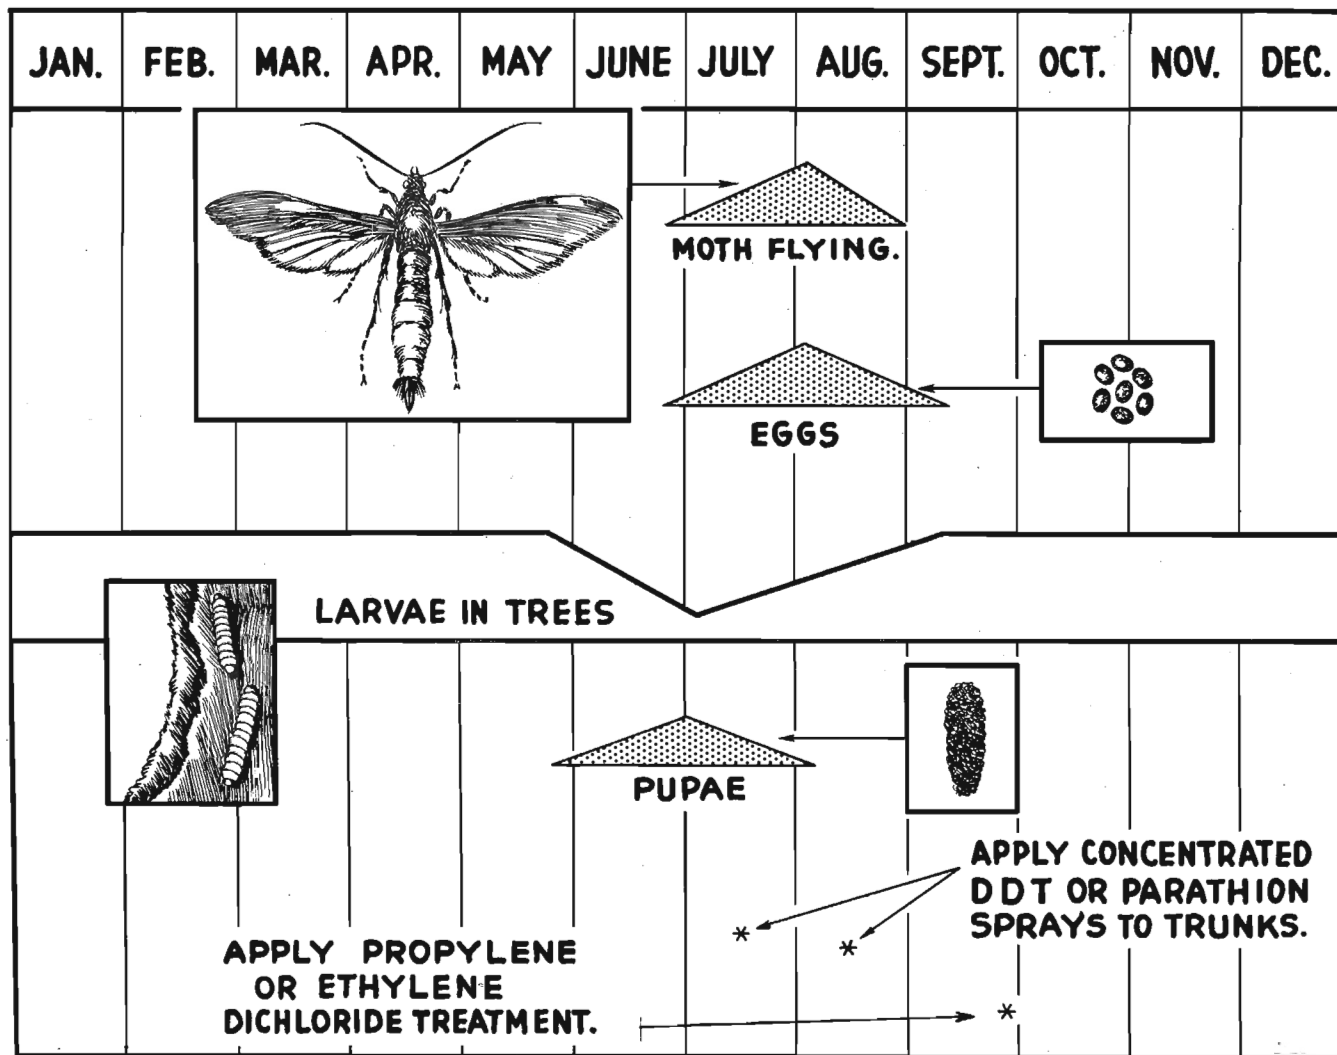 JAN. FEB. MAR. APR. MAY JUNE JULY AUG. SEPT. OCT. NOV. DEC.
MOTH FLYING.
EGGS
LARVAE IN TREES
PUPAE
APPLY CONCENTRATED
DDT OR PARATHION
SPRAYS TO TRUNKS.
APPLY PROPYLENE
OR ETHYLENE
DICHLORIDE TREATMENT.